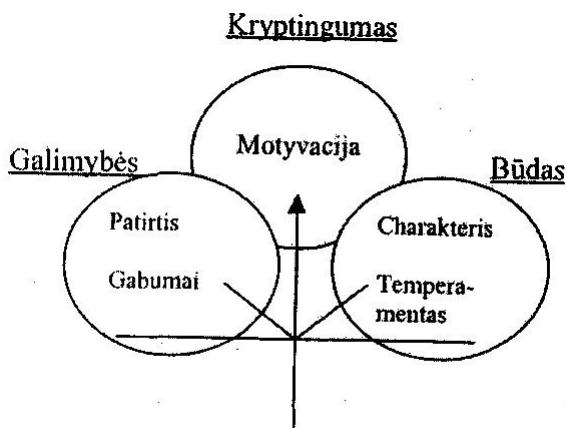 Kryptingumas
Motyvacija
Galimybės
Būdas
Patirtis
Charakteris
Gabumai
Tempera-
mentas